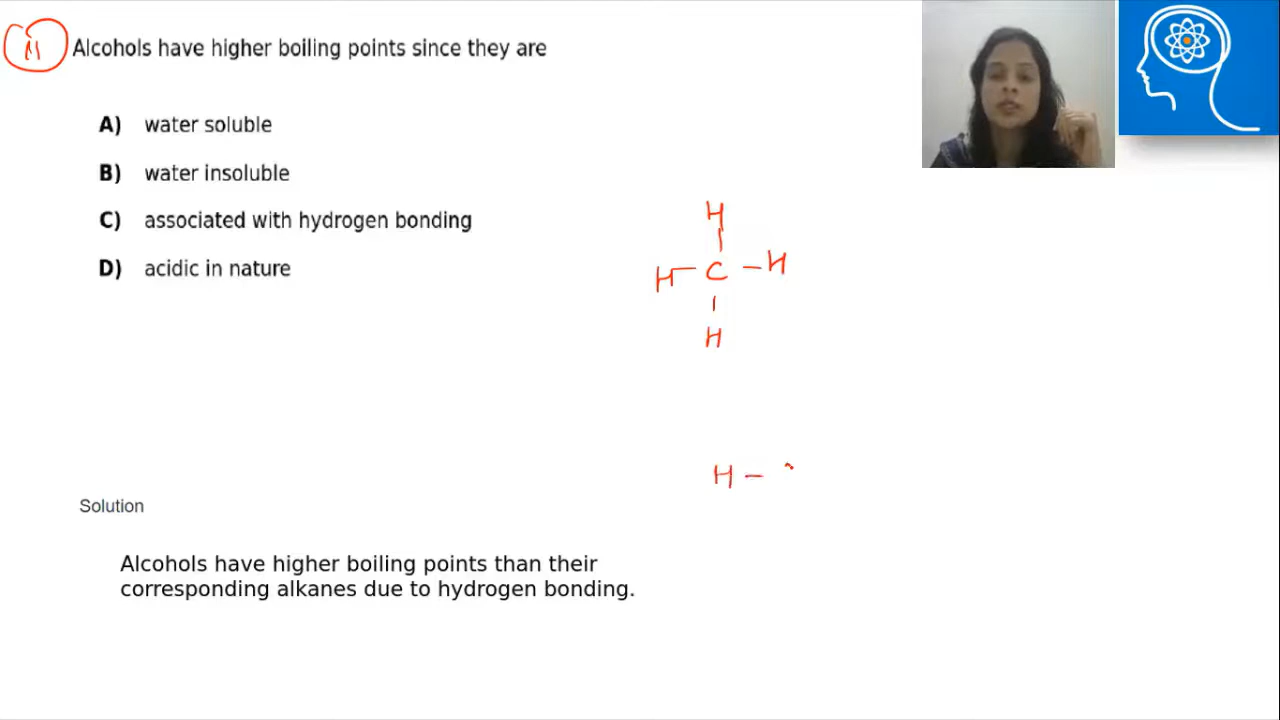 11 Alcohols have higher boiling points since they are
A) water soluble
B) water insoluble
C) associated with hydrogen bonding
D) acidic in nature
H
H - C - H
H
H -
Solution
Alcohols have higher boiling points than their
corresponding alkanes due to hydrogen bonding.